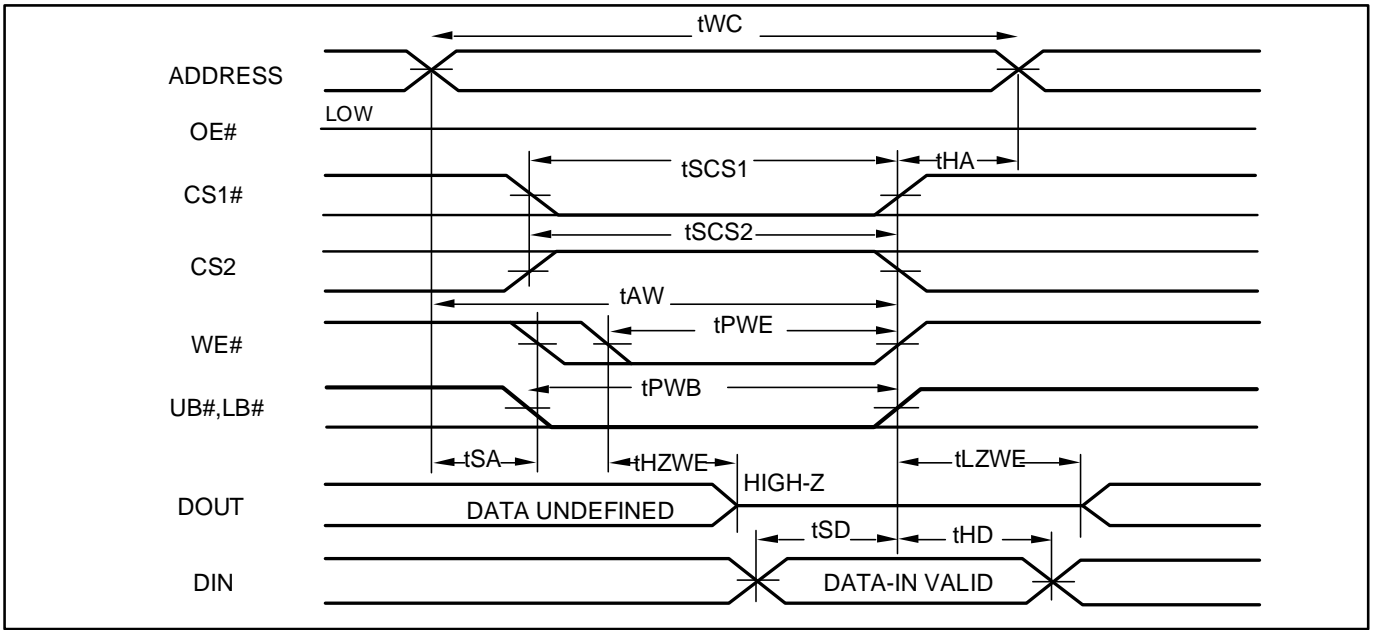 tWC
ADDRESS
LOW
OE#
tSCS1
tHA
CS1#
tSCS2
CS2
tAW
tPWE
WE#
tPWB
UB#,LB#
tSA
tHZWE
tLZWE
HIGH-Z
DOUT
DATA UNDEFINED
tSD
tHD
DIN
DATA-IN VALID